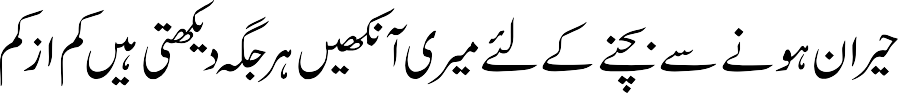 حیران ہونے سے بچنے کے لئے میری آنکھیں ہر جگہ دیکھتی ہیں کم از کم